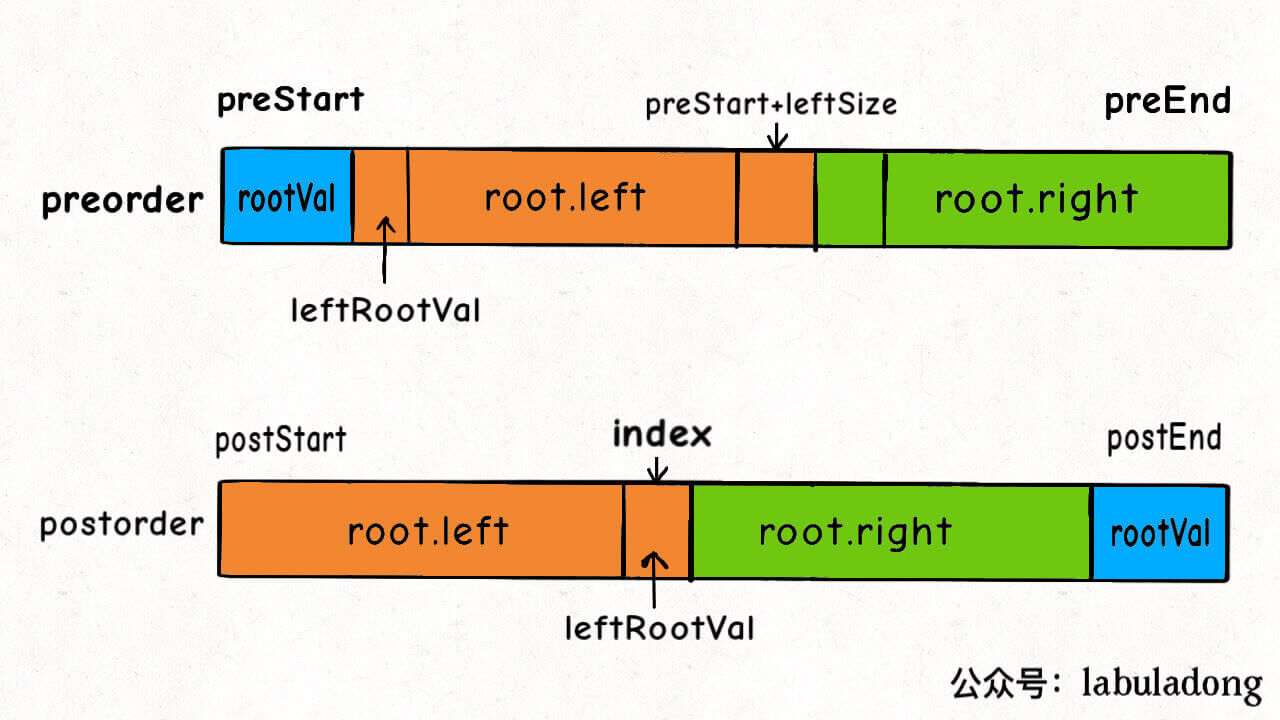 preStart
preStart+leftSize
preEnd
preorder
rootVal
root.left
root.right
leftRootVal
postStart
index
postEnd
postorder
root.left
root.right
rootVal
leftRootVal
公众号：labuladong